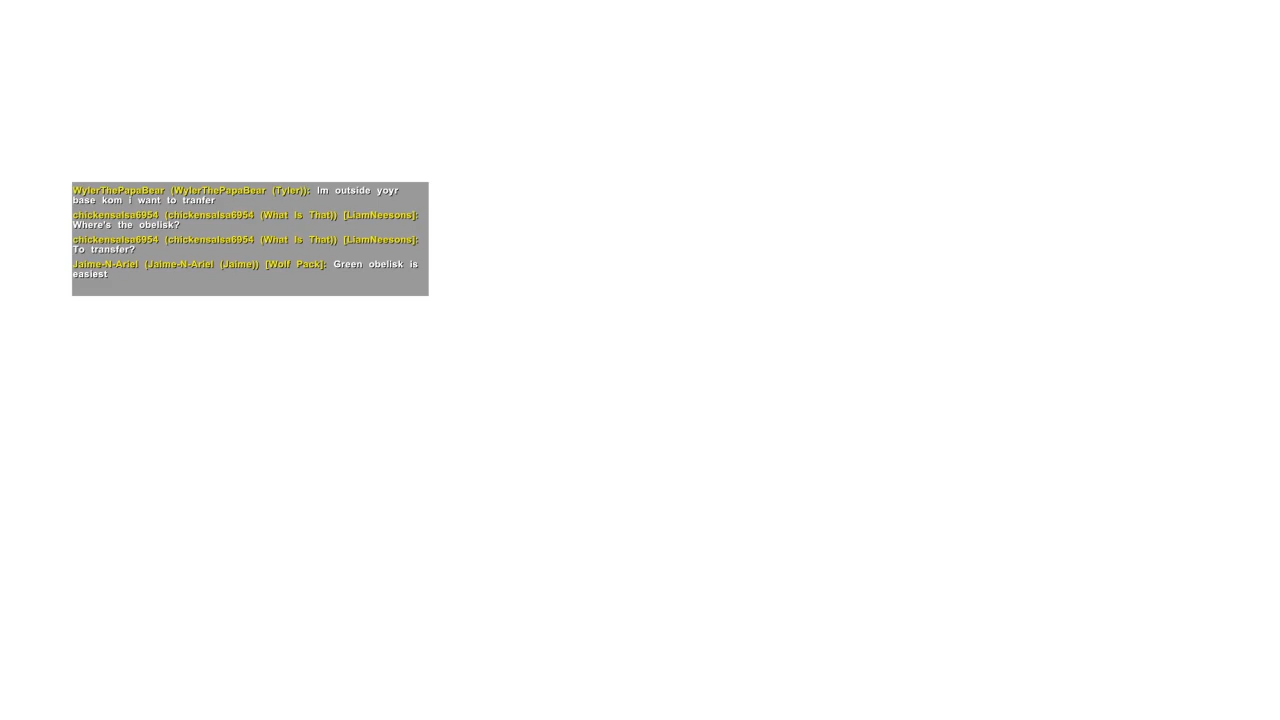 WylerThePapaBear (WylerThePapaBear (Tyler)): Im outside yoyr
base kom i want to tranfer
chickensalsa6954 (chickensalsa6954 (What Is That)) [LiamNeesons]:
Where's the obelisk?
chickensalsa6954 (chickensalsa6954 (What Is That)) [LiamNeesons]:
To transfer?
Jaime-N-Ariel (Jaime-N-Ariel (Jaime)) [Wolf Pack]: Green obelisk is
easiest